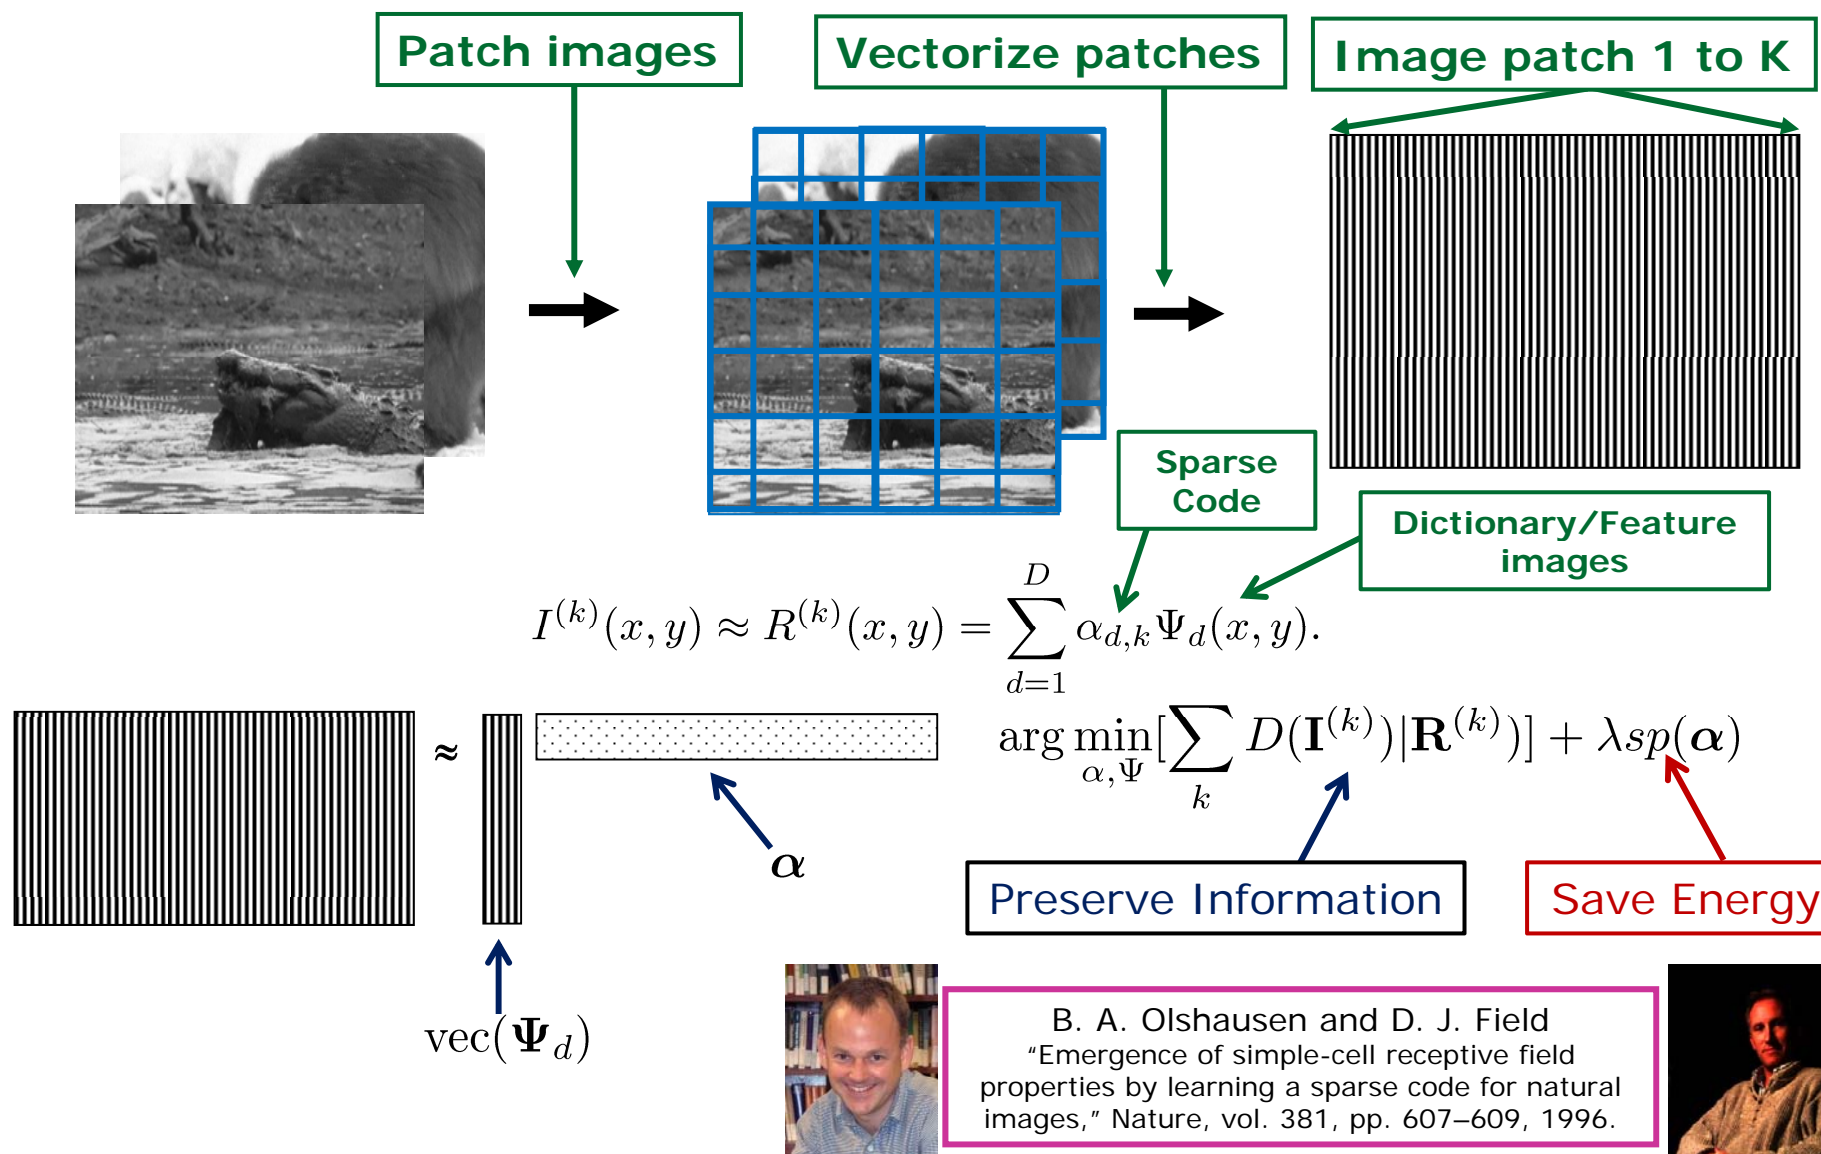 Patch images
Vectorize patches
Image patch 1 to K
Sparse
Code
Dictionary/Feature
images
I^{(k)}(x, y) ≈ R^{(k)}(x, y) = \sum_{d=1}^{D} α_{d,k} Ψ_d(x, y).
≈
arg min_{α,Ψ} [\sum_{k} D(𝐈^{(k)})|𝐑^{(k)})] + λsp(𝜶)
𝜶
Preserve Information
Save Energy
vec(𝚿_d)
B. A. Olshausen and D. J. Field
“Emergence of simple-cell receptive field
properties by learning a sparse code for natural
images,” Nature, vol. 381, pp. 607–609, 1996.